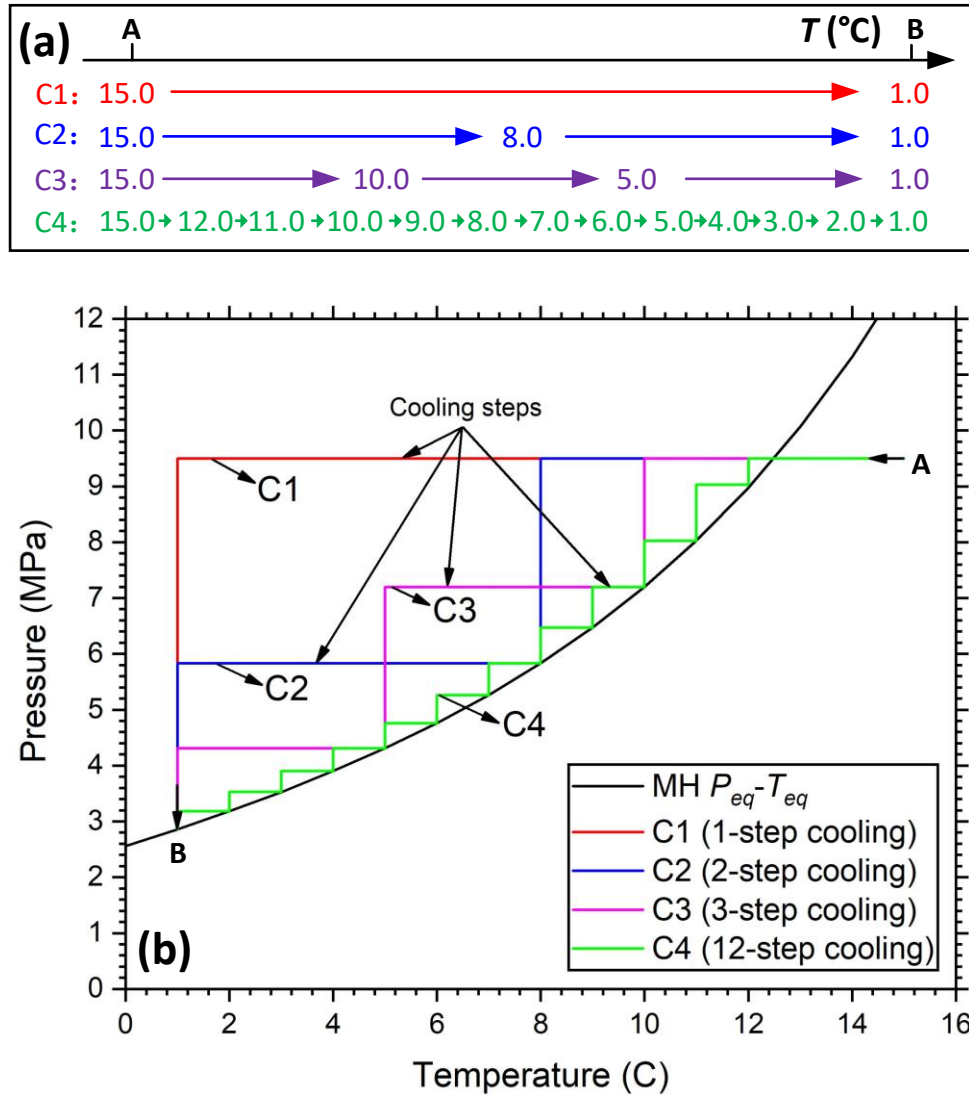 (a) A T (°C) B
C1: 15.0 1.0
C2: 15.0 8.0 1.0
C3: 15.0 10.0 5.0 1.0
C4: 15.0 12.0 11.0 10.0 9.0 8.0 7.0 6.0 5.0 4.0 3.0 2.0 1.0
12
11
10
9
8
7
6
5
4
3
2
1
0
Pressure (MPa)
Cooling steps
A
C1
C3
C2
C4
B
MH Peq-Teq
C1 (1-step cooling)
C2 (2-step cooling)
C3 (3-step cooling)
C4 (12-step cooling)
(b)
0 2 4 6 8 10 12 14 16
Temperature (C)